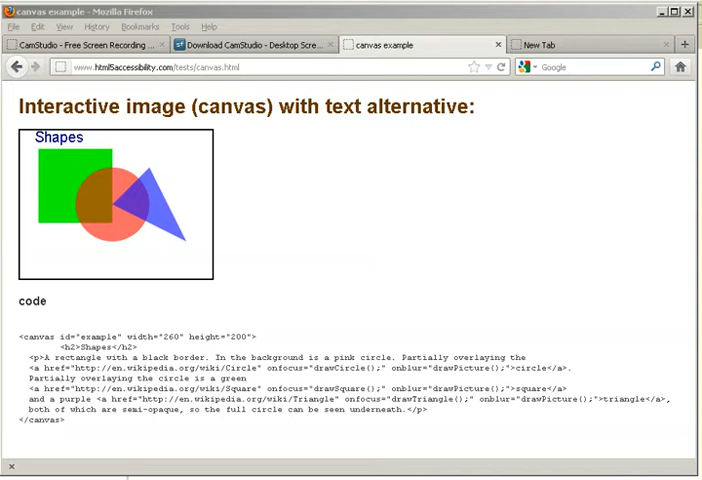 canvas example - Mozilla Firefox
File Edit View History Bookmarks Tools Help
CamStudio - Free Screen Recording ... × Download CamStudio - Desktop Scre... × canvas example × New Tab × +
www.html5accessibility.com/tests/canvas.html Google
Interactive image (canvas) with text alternative:
Shapes
code
<canvas id="example" width="260" height="200">
<h2>Shapes</h2>
<p>A rectangle with a black border. In the background is a pink circle. Partially overlaying the
<a href="http://en.wikipedia.org/wiki/Circle" onfocus="drawCircle();" onblur="drawPicture();">circle</a>.
Partially overlaying the circle is a green
<a href="http://en.wikipedia.org/wiki/Square" onfocus="drawSquare();" onblur="drawPicture();">square</a>
and a purple <a href="http://en.wikipedia.org/wiki/Triangle" onfocus="drawTriangle();" onblur="drawPicture();">triangle</a>,
both of which are semi-opaque, so the full circle can be seen underneath.</p>
</canvas>
×